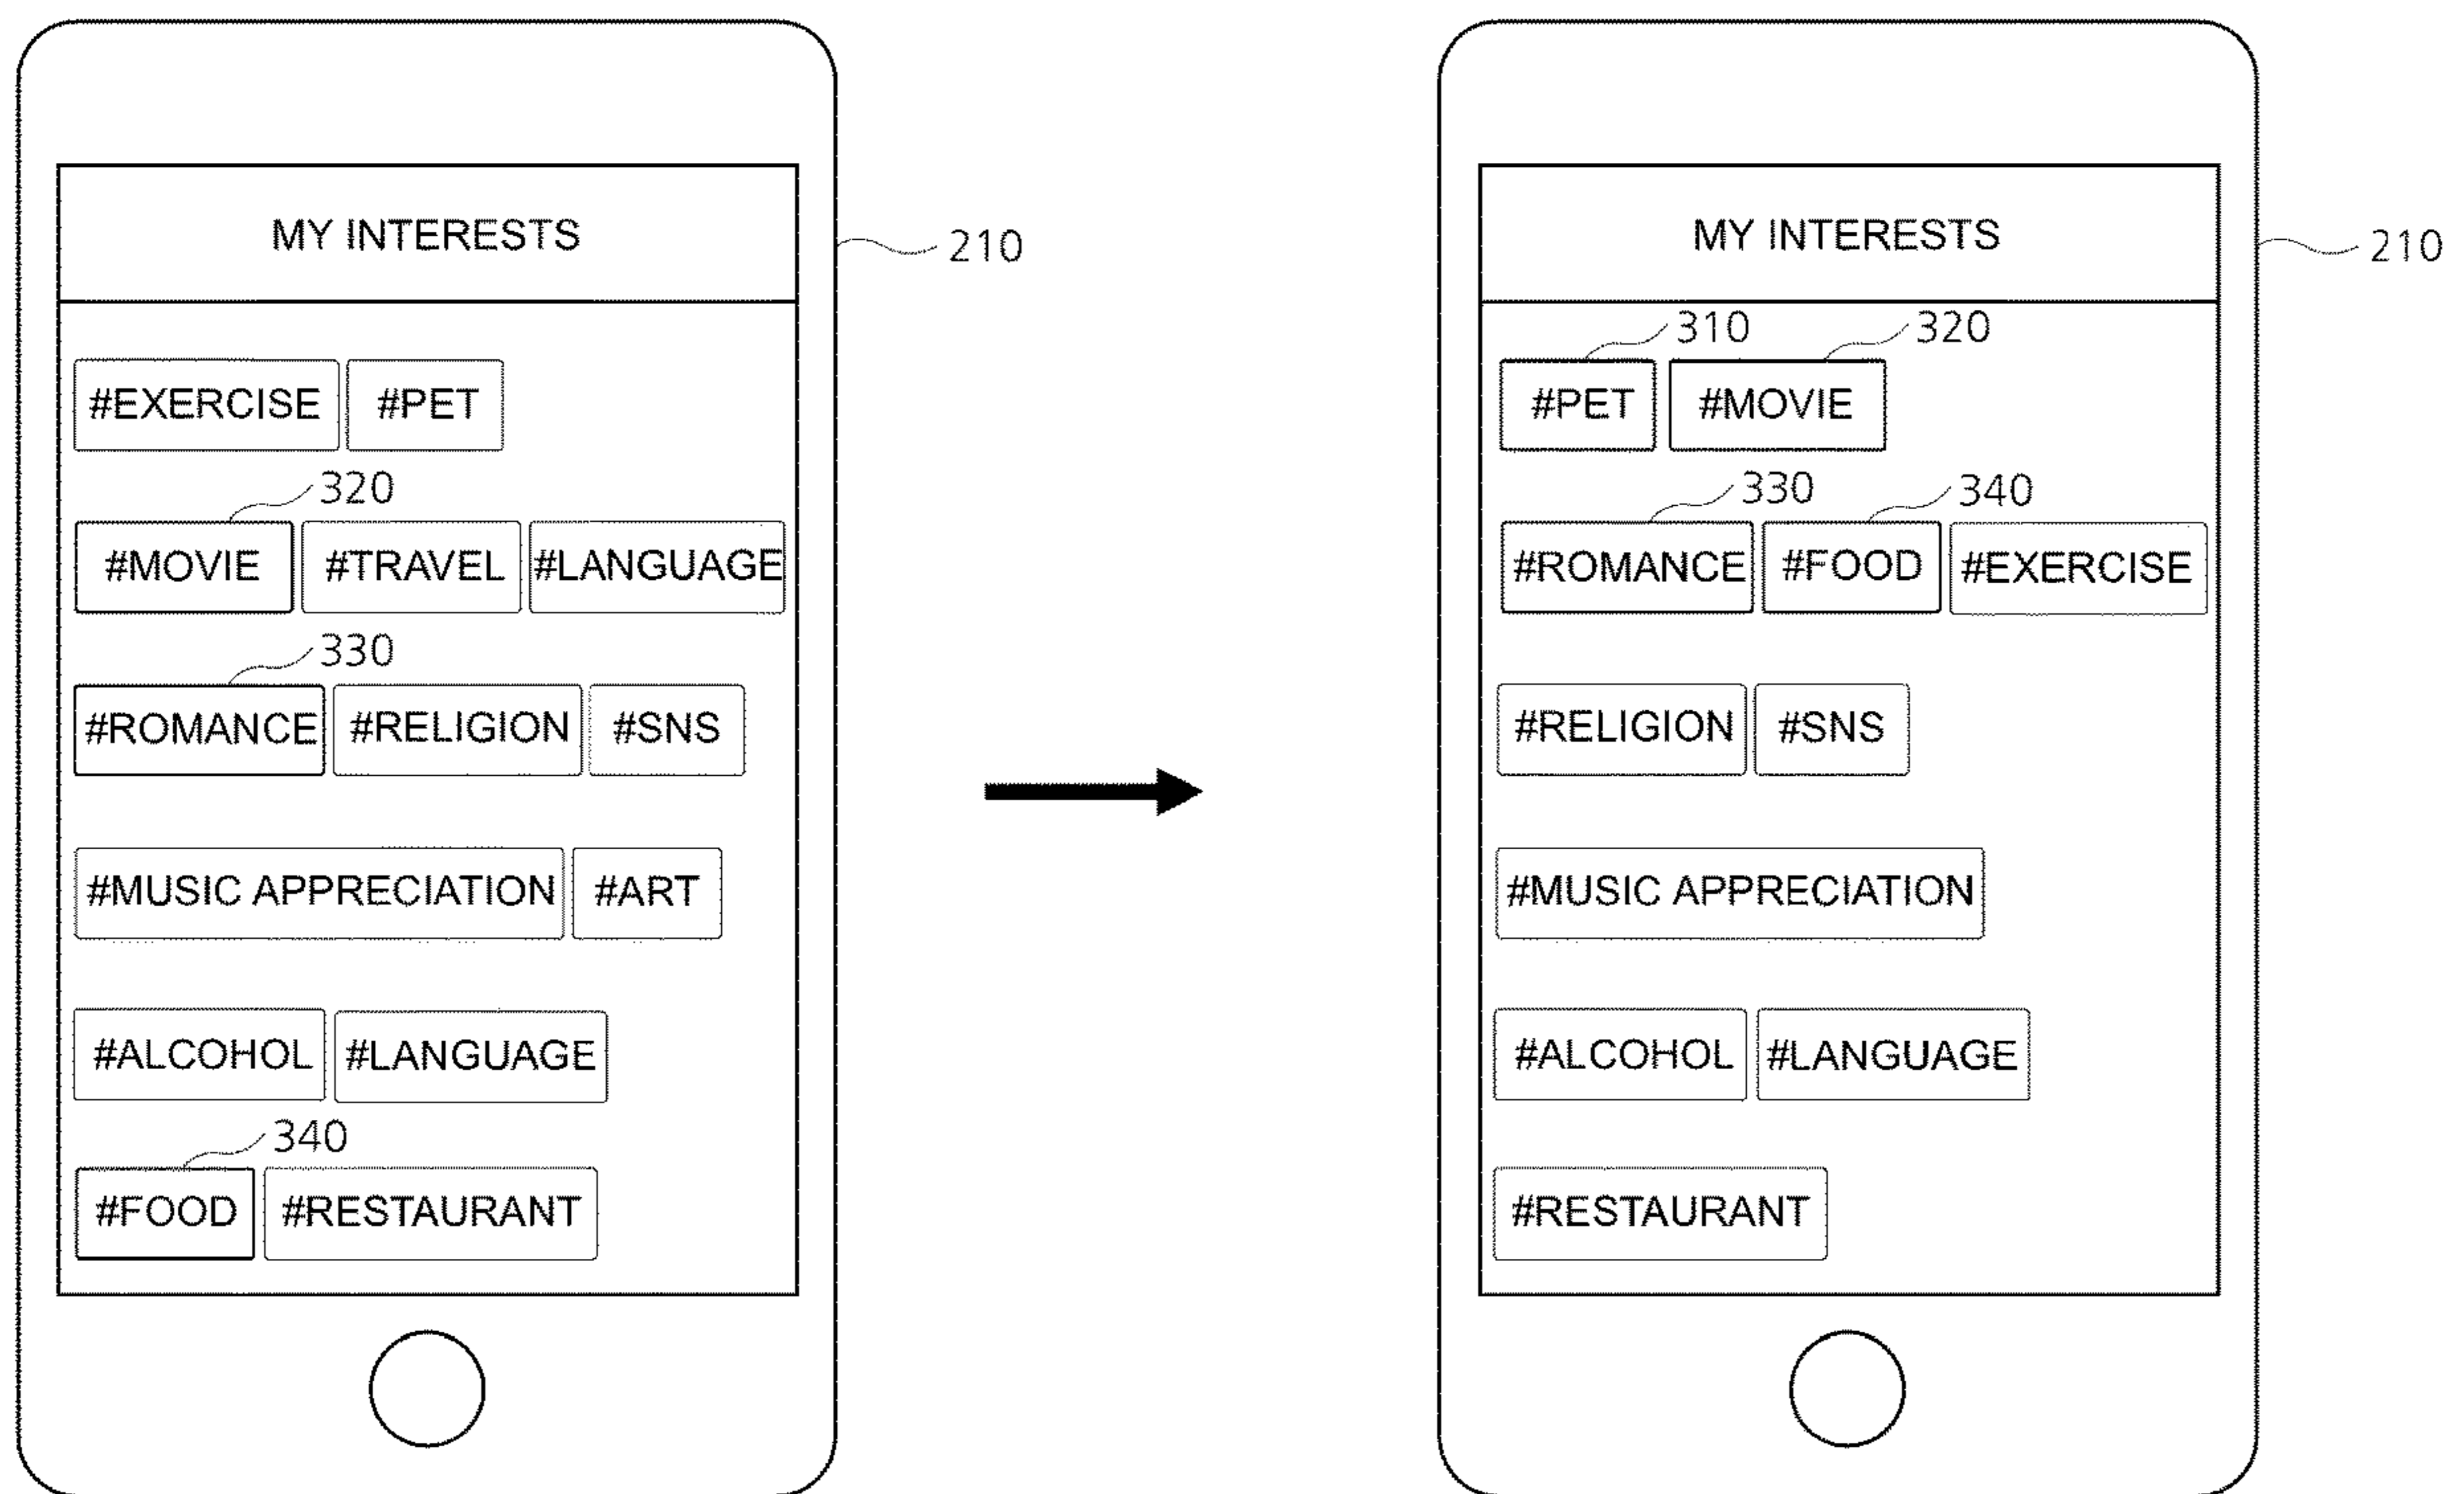 MY INTERESTS
210
#EXERCISE #PET
320
#MOVIE #TRAVEL #LANGUAGE
330
#ROMANCE #RELIGION #SNS
#MUSIC APPRECIATION #ART
#ALCOHOL #LANGUAGE
340
#FOOD #RESTAURANT
MY INTERESTS
210
310 320
#PET #MOVIE
330 340
#ROMANCE #FOOD #EXERCISE
#RELIGION #SNS
#MUSIC APPRECIATION
#ALCOHOL #LANGUAGE
#RESTAURANT